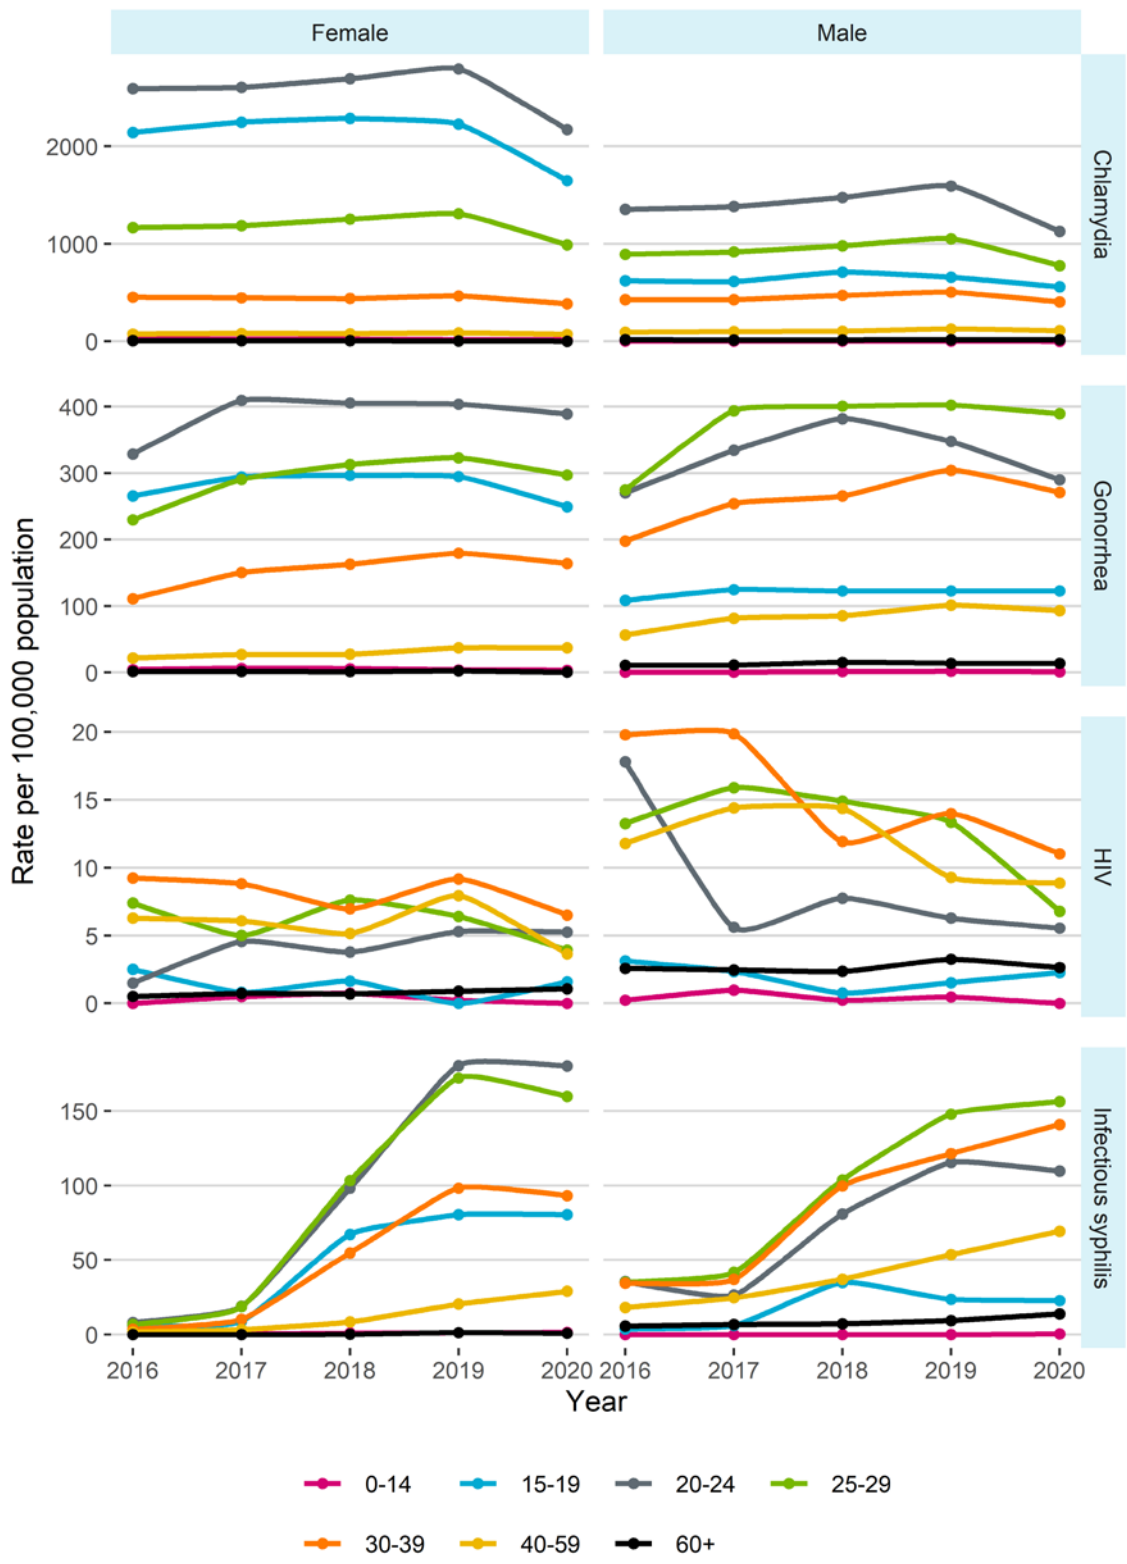 Female Male
2000
1000
0
Chlamydia
400
300
200
100
0
Gonorrhea
20
15
10
5
0
HIV
150
100
50
0
Infectious syphilis
Rate per 100,000 population
2016 2017 2018 2019 2020 2016 2017 2018 2019 2020
Year
0-14 15-19 20-24 25-29
30-39 40-59 60+